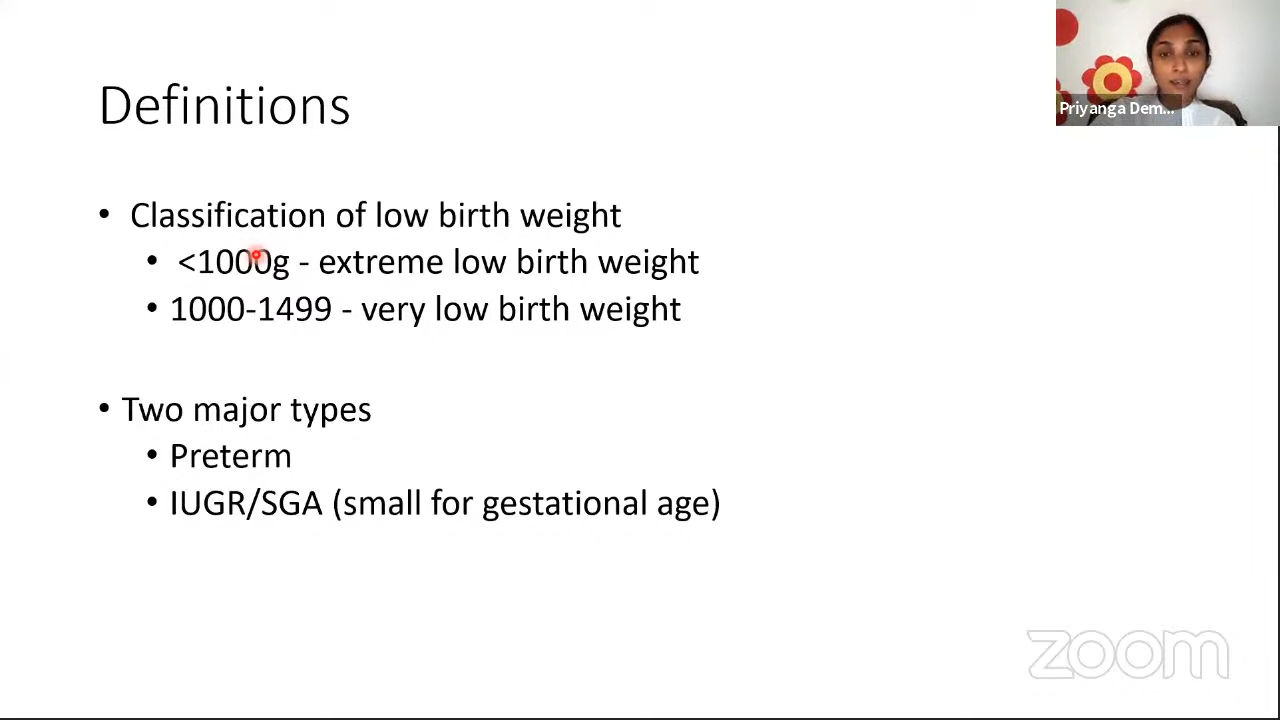 Definitions
Priyanga Dem...
• Classification of low birth weight
• <1000g - extreme low birth weight
• 1000-1499 - very low birth weight
• Two major types
• Preterm
• IUGR/SGA (small for gestational age)
zoom